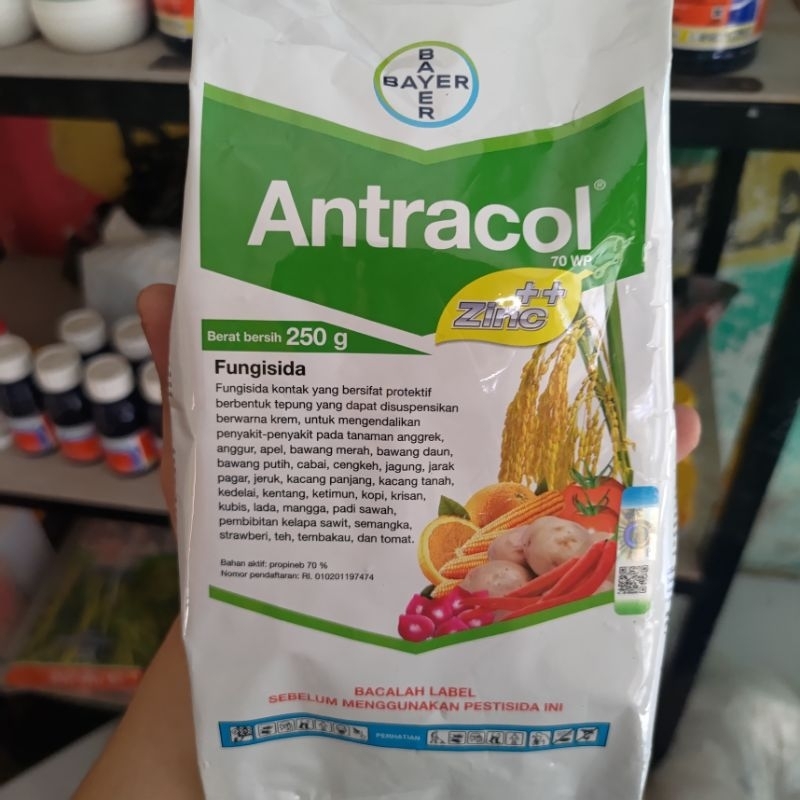 BAYER
BAYER
Antracol®
70 WP
Zinc++
Berat bersih 250 g
Fungisida
Fungisida kontak yang bersifat protektif
berbentuk tepung yang dapat disuspensikan
berwarna krem, untuk mengendalikan
penyakit-penyakit pada tanaman anggrek,
anggur, apel, bawang merah, bawang daun,
bawang putih, cabai, cengkeh, jagung, jarak
pagar, jeruk, kacang panjang, kacang tanah,
kedelai, kentang, ketimun, kopi, krisan,
kubis, lada, mangga, padi sawah,
pembibitan kelapa sawit, semangka,
strawberi, teh, tembakau, dan tomat.
Bahan aktif: propineb 70 %
Nomor pendaftaran: RI. 010201197474
BACALAH LABEL
SEBELUM MENGGUNAKAN PESTISIDA INI
PERHATIAN